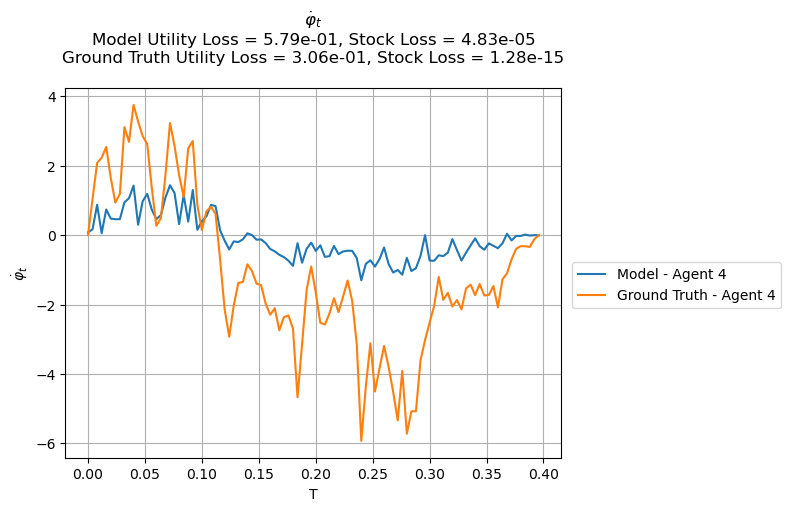 φ̇ₜ
Model Utility Loss = 5.79e-01, Stock Loss = 4.83e-05
Ground Truth Utility Loss = 3.06e-01, Stock Loss = 1.28e-15
4
2
0
−2
−4
−6
φ̇ₜ
0.00 0.05 0.10 0.15 0.20 0.25 0.30 0.35 0.40
T
Model - Agent 4
Ground Truth - Agent 4